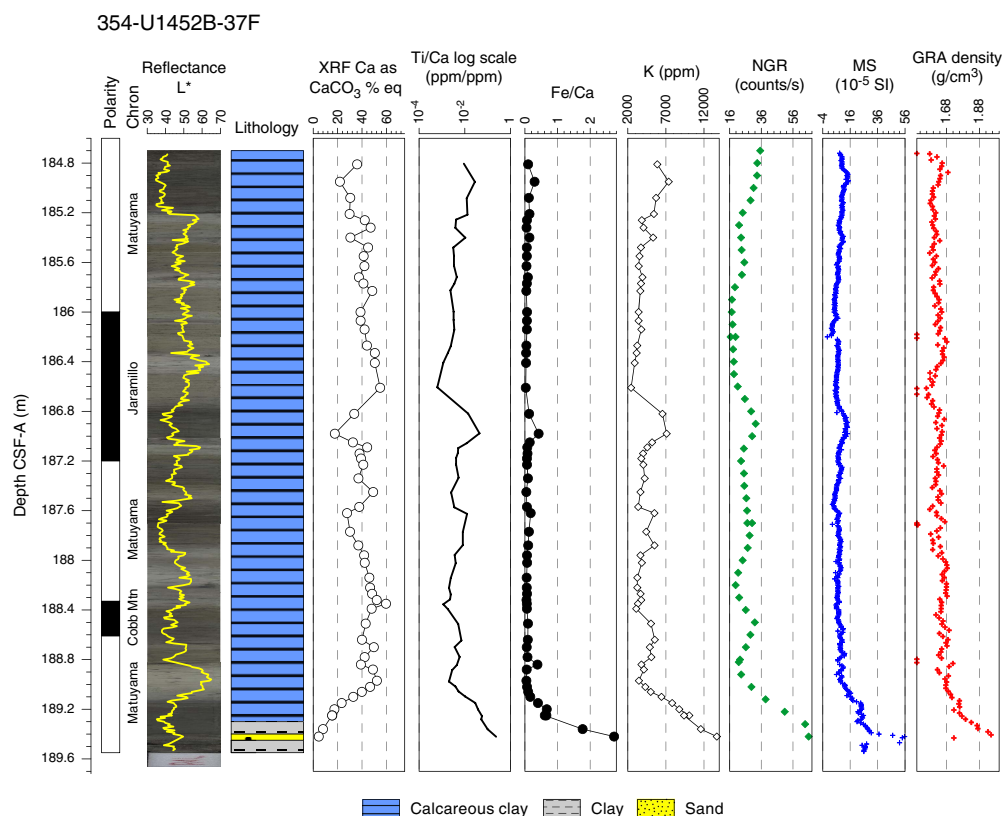 354-U1452B-37F
Polarity
Chron
Reflectance
L*
30 40 50 60 70
Lithology
XRF Ca as
CaCO3 % eq
0 20 40 60
Ti/Ca log scale
(ppm/ppm)
10-4 10-2 1
Fe/Ca
0 1 2
K (ppm)
2000 7000 12000
NGR
(counts/s)
16 36 56
MS
(10-5 SI)
-4 16 36 56
GRA density
(g/cm3)
1.68 1.88
Depth CSF-A (m)
184.8
185.2
185.6
186
186.4
186.8
187.2
187.6
188
188.4
188.8
189.2
189.6
Matuyama
Jaramillo
Matuyama
Cobb Mtn
Matuyama
Calcareous clay
Clay
Sand